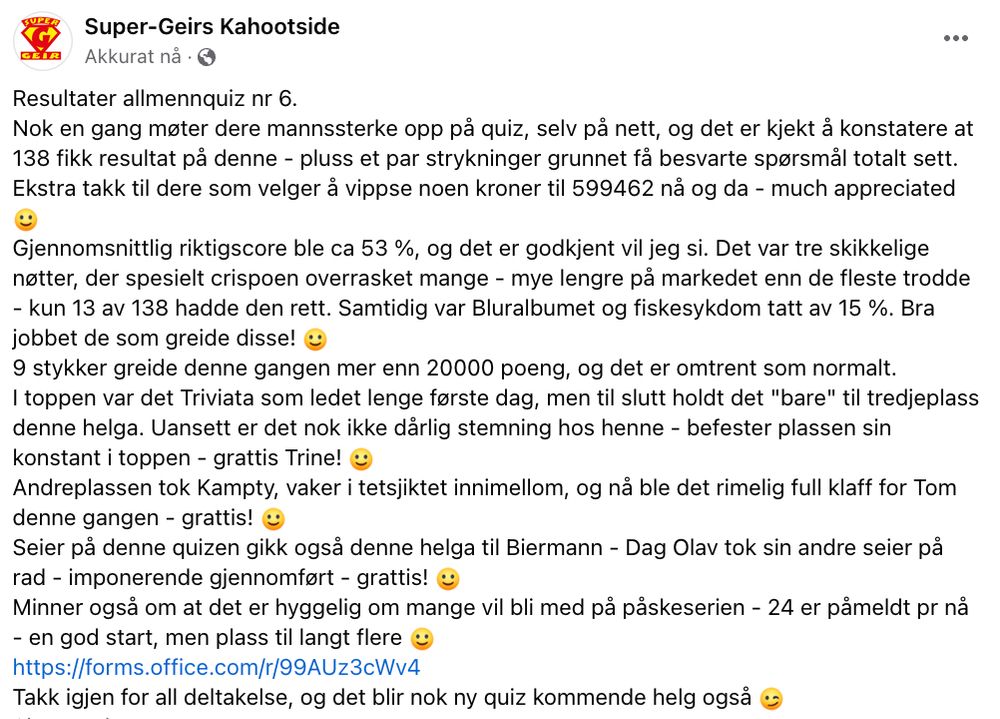 SUPER
G
GEIR
Super-Geirs Kahootside
Akkurat nå ·
Resultater allmennquiz nr 6.
Nok en gang møter dere mannssterke opp på quiz, selv på nett, og det er kjekt å konstatere at
138 fikk resultat på denne - pluss et par strykninger grunnet få besvarte spørsmål totalt sett.
Ekstra takk til dere som velger å vippse noen kroner til 599462 nå og da - much appreciated
🙂
Gjennomsnittlig riktigscore ble ca 53 %, og det er godkjent vil jeg si. Det var tre skikkelige
nøtter, der spesielt crispoen overrasket mange - mye lengre på markedet enn de fleste trodde
- kun 13 av 138 hadde den rett. Samtidig var Bluralbumet og fiskesykdom tatt av 15 %. Bra
jobbet de som greide disse! 🙂
9 stykker greide denne gangen mer enn 20000 poeng, og det er omtrent som normalt.
I toppen var det Triviata som ledet lenge første dag, men til slutt holdt det "bare" til tredjeplass
denne helga. Uansett er det nok ikke dårlig stemning hos henne - befester plassen sin
konstant i toppen - grattis Trine! 🙂
Andreplassen tok Kampty, vaker i tetsjiktet innimellom, og nå ble det rimelig full klaff for Tom
denne gangen - grattis! 🙂
Seier på denne quizen gikk også denne helga til Biermann - Dag Olav tok sin andre seier på
rad - imponerende gjennomført - grattis! 🙂
Minner også om at det er hyggelig om mange vil bli med på påskeserien - 24 er påmeldt pr nå
- en god start, men plass til langt flere 🙂
https://forms.office.com/r/99AUz3cWv4
Takk igjen for all deltakelse, og det blir nok ny quiz kommende helg også 😉